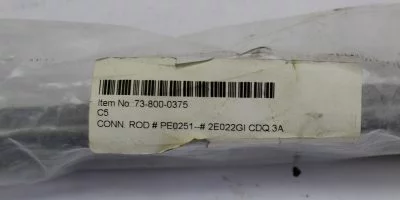 Item No :73-800-0375
C5
CONN. ROD # PE0251--# 2E022GI CDQ 3A